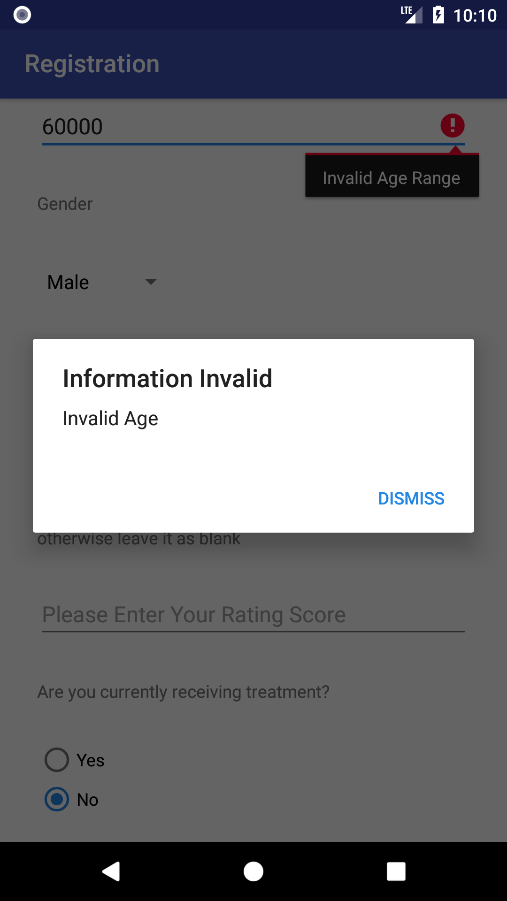 LTE 10:10
Registration
60000
Invalid Age Range
Gender
Male
Information Invalid
Invalid Age
DISMISS
otherwise leave it as blank
Please Enter Your Rating Score
Are you currently receiving treatment?
Yes
No